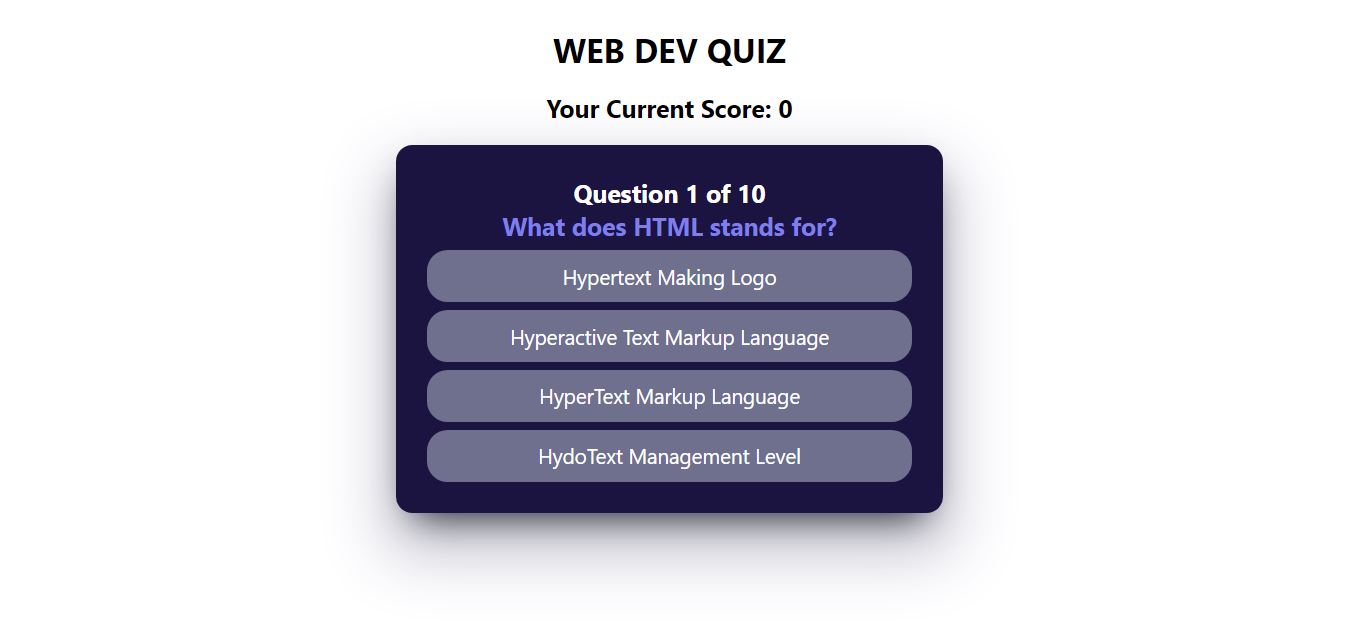 WEB DEV QUIZ
Your Current Score: 0
Question 1 of 10
What does HTML stands for?
Hypertext Making Logo
Hyperactive Text Markup Language
HyperText Markup Language
HydoText Management Level